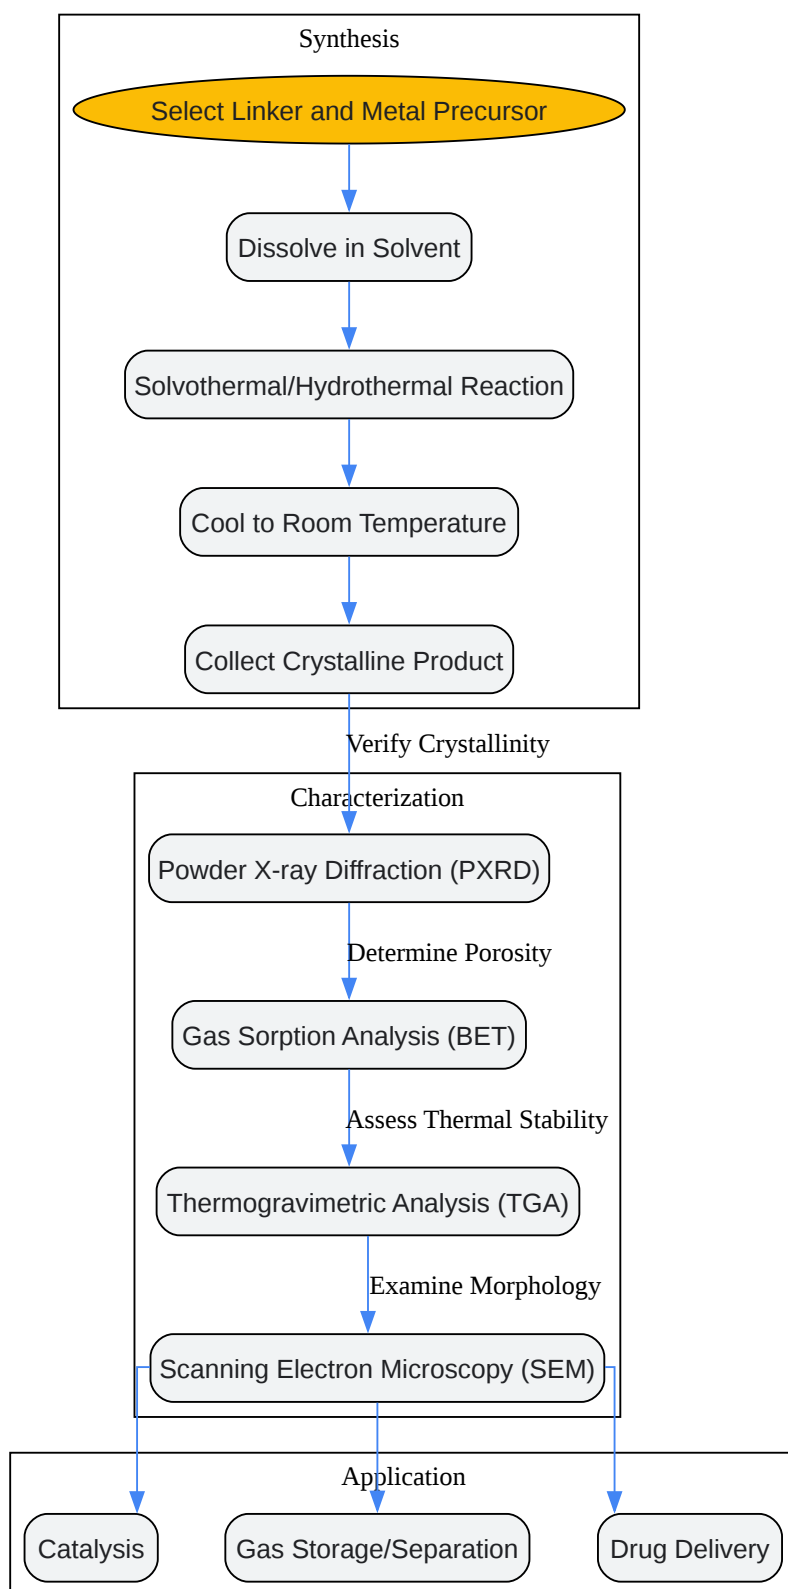 Synthesis
Select Linker and Metal Precursor
Dissolve in Solvent
Solvothermal/Hydrothermal Reaction
Cool to Room Temperature
Collect Crystalline Product
Verify Crystallinity
Characterization
Powder X-ray Diffraction (PXRD)
Determine Porosity
Gas Sorption Analysis (BET)
Assess Thermal Stability
Thermogravimetric Analysis (TGA)
Examine Morphology
Scanning Electron Microscopy (SEM)
Application
Catalysis
Gas Storage/Separation
Drug Delivery